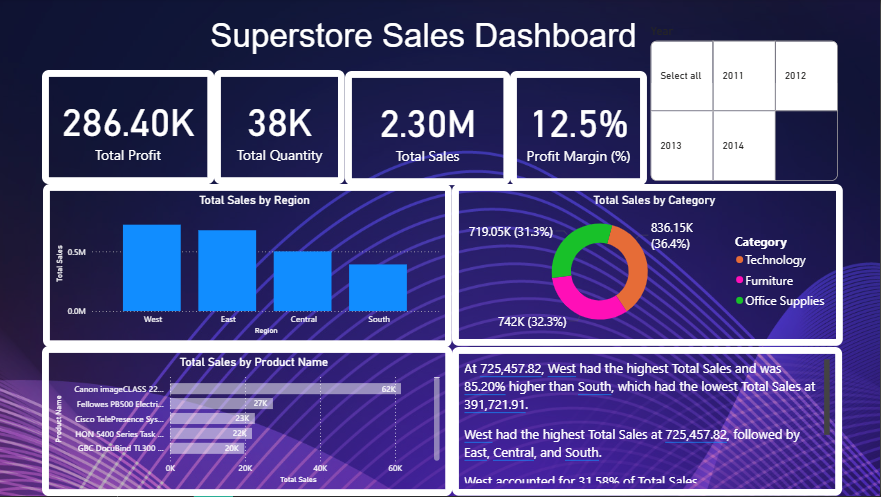 Superstore Sales Dashboard
Select all
2011
2012
2013
2014
286.40K
Total Profit
38K
Total Quantity
2.30M
Total Sales
12.5%
Profit Margin (%)
Total Sales by Region
Total Sales
0.5M
0.0M
West
East
Central
South
Region
Total Sales by Category
719.05K (31.3%)
836.15K
(36.4%)
742K (32.3%)
Category
Technology
Furniture
Office Supplies
Total Sales by Product Name
Product Name
Canon imageCLASS 22...
62K
Fellowes PB500 Electri...
27K
Cisco TelePresence Sys...
23K
HON 5400 Series Task ...
22K
GBC DocuBind TL300 ...
20K
0K
20K
40K
60K
Total Sales
At 725,457.82, West had the highest Total Sales and was
85.20% higher than South, which had the lowest Total Sales at
391,721.91.
West had the highest Total Sales at 725,457.82, followed by
East, Central, and South.
West accounted for 31.58% of Total Sales.